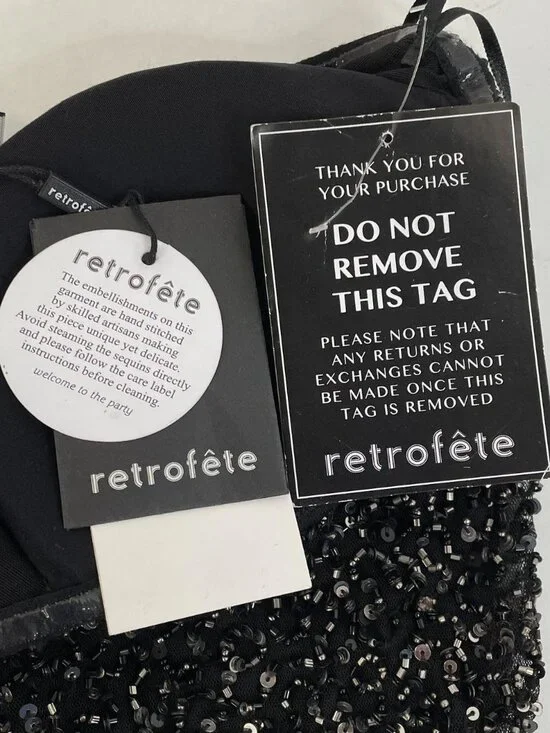 retrofê
retrofête
The embellishments on this
garment are hand stitched
by skilled artisans making
this piece unique yet delicate.
Avoid steaming the sequins directly
and please follow the care label
instructions before cleaning.
welcome to the party
retrofête
THANK YOU FOR
YOUR PURCHASE
DO NOT
REMOVE
THIS TAG
PLEASE NOTE THAT
ANY RETURNS OR
EXCHANGES CANNOT
BE MADE ONCE THIS
TAG IS REMOVED
retrofête